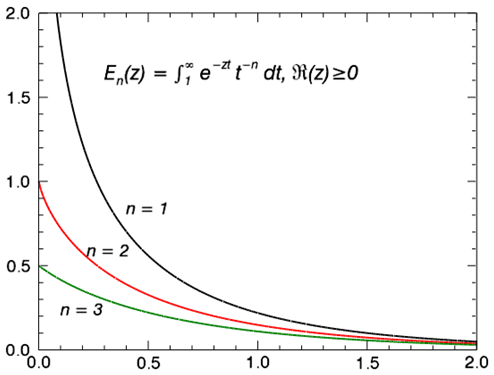 2.0
E_n(z) = ∫_1^∞ e^{-zt} t^{-n} dt, ℜ(z) ≥ 0
1.5
1.0
n = 1
n = 2
0.5
n = 3
0.0
0.0 0.5 1.0 1.5 2.0